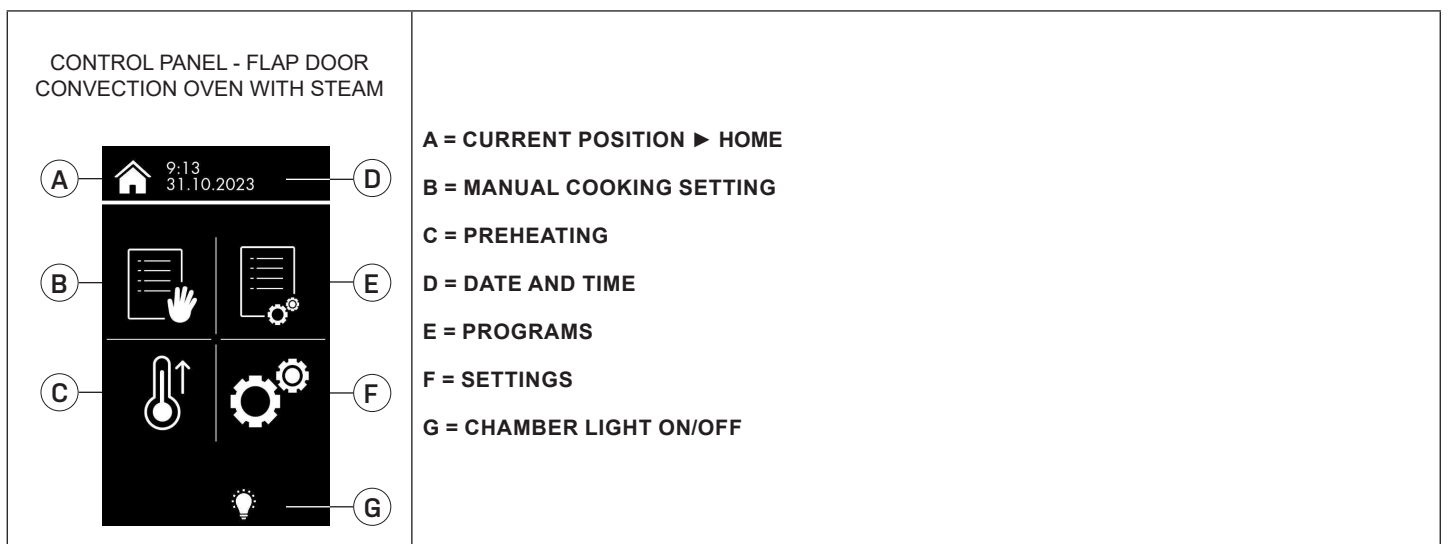 CONTROL PANEL - FLAP DOOR
CONVECTION OVEN WITH STEAM
A
9:13
31.10.2023
D
B
E
C
F
G
A = CURRENT POSITION ► HOME
B = MANUAL COOKING SETTING
C = PREHEATING
D = DATE AND TIME
E = PROGRAMS
F = SETTINGS
G = CHAMBER LIGHT ON/OFF